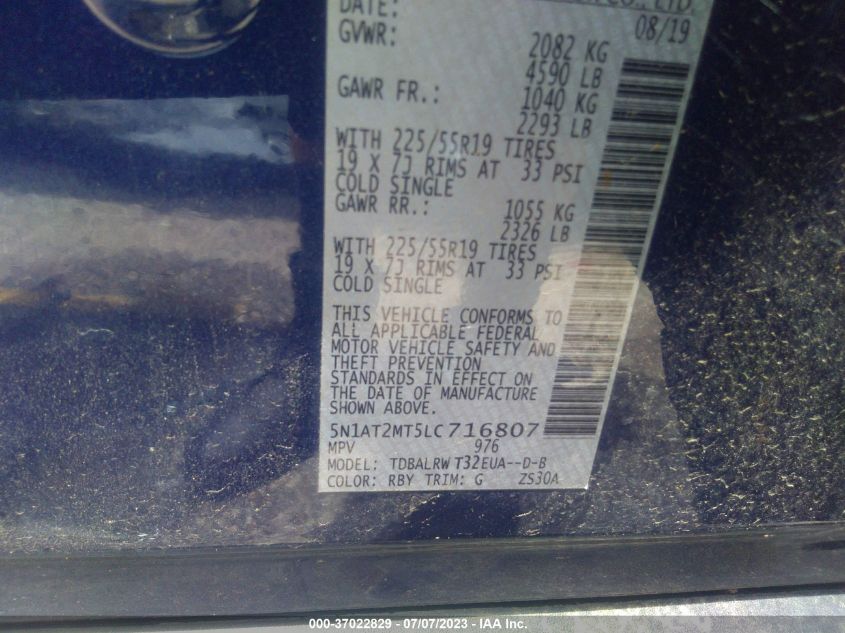 DATE: 08/19
CO., LTD.
GVWR: 2082 KG
4590 LB
GAWR FR.: 1040 KG
2293 LB
WITH 225/55R19 TIRES
19 X 7J RIMS AT 33 PSI
COLD SINGLE
GAWR RR.: 1055 KG
2326 LB
WITH 225/55R19 TIRES
19 X 7J RIMS AT 33 PSI
COLD SINGLE
THIS VEHICLE CONFORMS TO
ALL APPLICABLE FEDERAL
MOTOR VEHICLE SAFETY AND
THEFT PREVENTION
STANDARDS IN EFFECT ON
THE DATE OF MANUFACTURE
SHOWN ABOVE.
5N1AT2MT5LC716807
MPV 976
MODEL: TDBALRW T32EUA--D-B
COLOR: RBY TRIM: G ZS30A
000-37022829 - 07/07/2023 - IAA Inc.